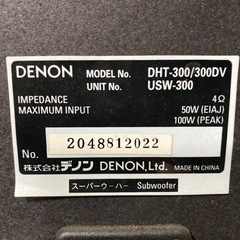 DENON MODEL No. DHT-300/300DV
UNIT No. USW-300
IMPEDANCE 4Ω
MAXIMUM INPUT 50W (EIAJ)
100W (PEAK)
No. 2048812022
株式会社デノン DENON, Ltd. MADE IN CHINA
スーパーウーハー Subwoofer